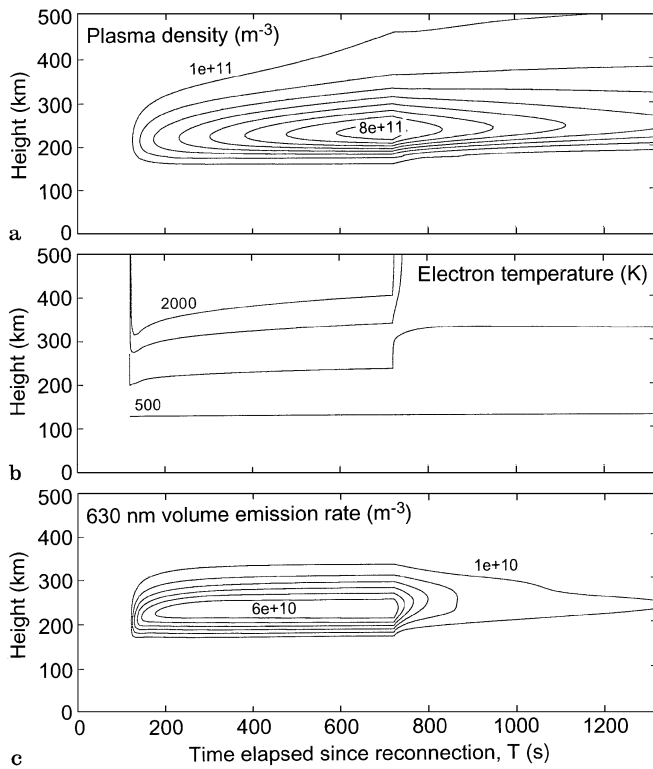 500
Plasma density (m-3)
400
1e+11
300
8e+11
200
100
0
Height (km)
a
500
Electron temperature (K)
400
2000
300
200
500
100
0
Height (km)
b
500
630 nm volume emission rate (m-3)
400
1e+10
300
6e+10
200
100
0
Height (km)
0 200 400 600 800 1000 1200
c
Time elapsed since reconnection, T (s)